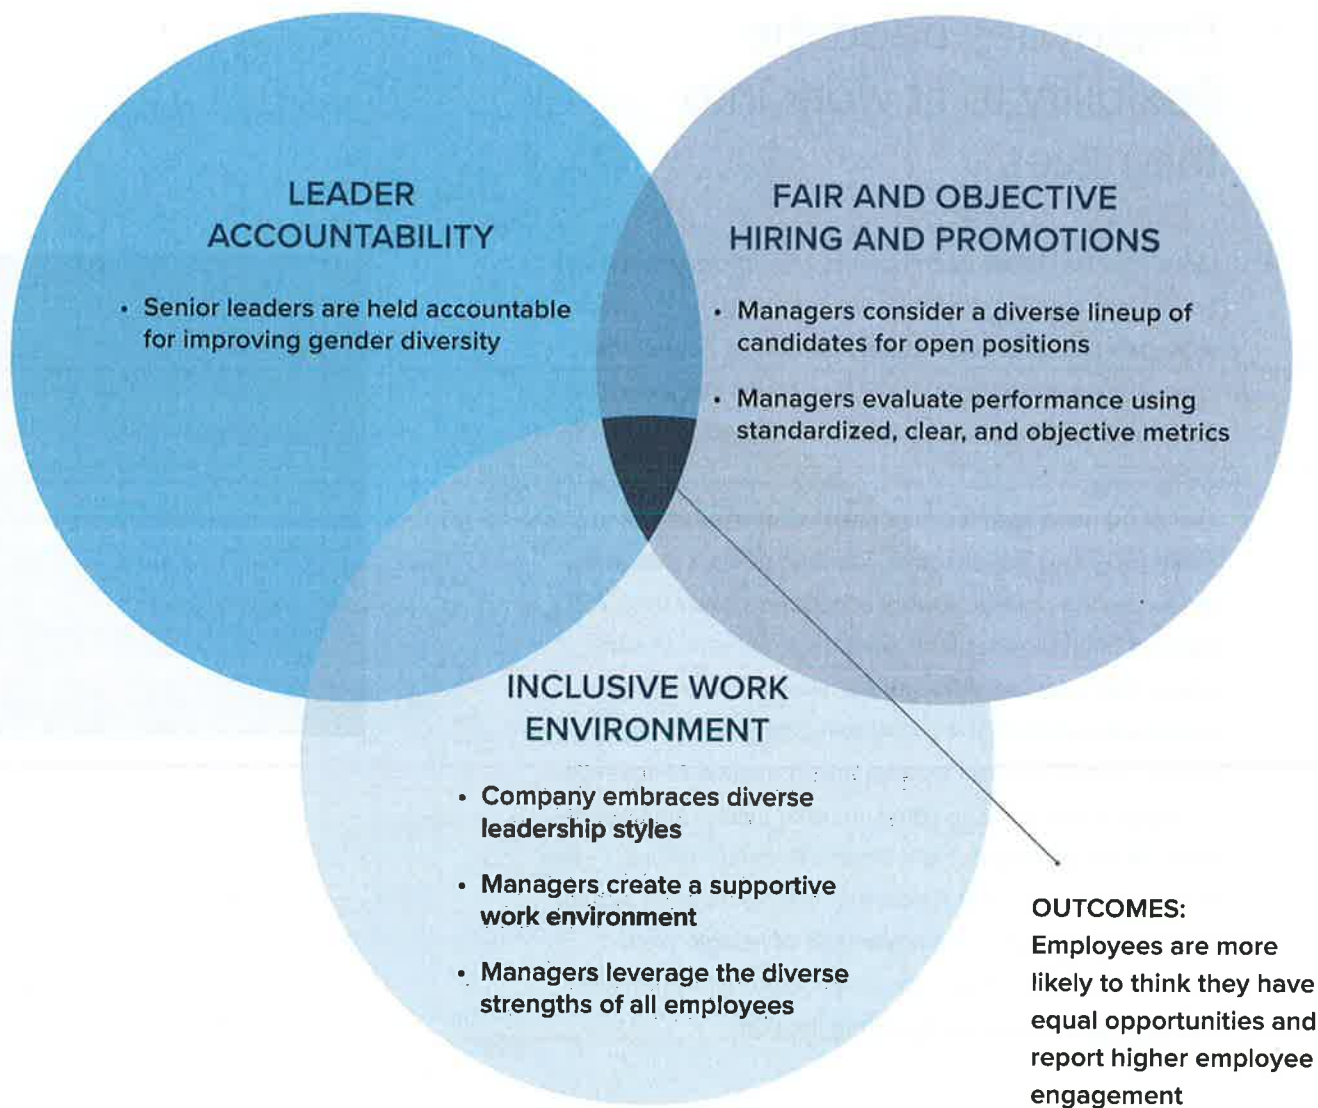 LEADER
ACCOUNTABILITY
• Senior leaders are held accountable
for improving gender diversity
FAIR AND OBJECTIVE
HIRING AND PROMOTIONS
• Managers consider a diverse lineup of
candidates for open positions
• Managers evaluate performance using
standardized, clear, and objective metrics
INCLUSIVE WORK
ENVIRONMENT
• Company embraces diverse
leadership styles
• Managers create a supportive
work environment
• Managers leverage the diverse
strengths of all employees
OUTCOMES:
Employees are more
likely to think they have
equal opportunities and
report higher employee
engagement